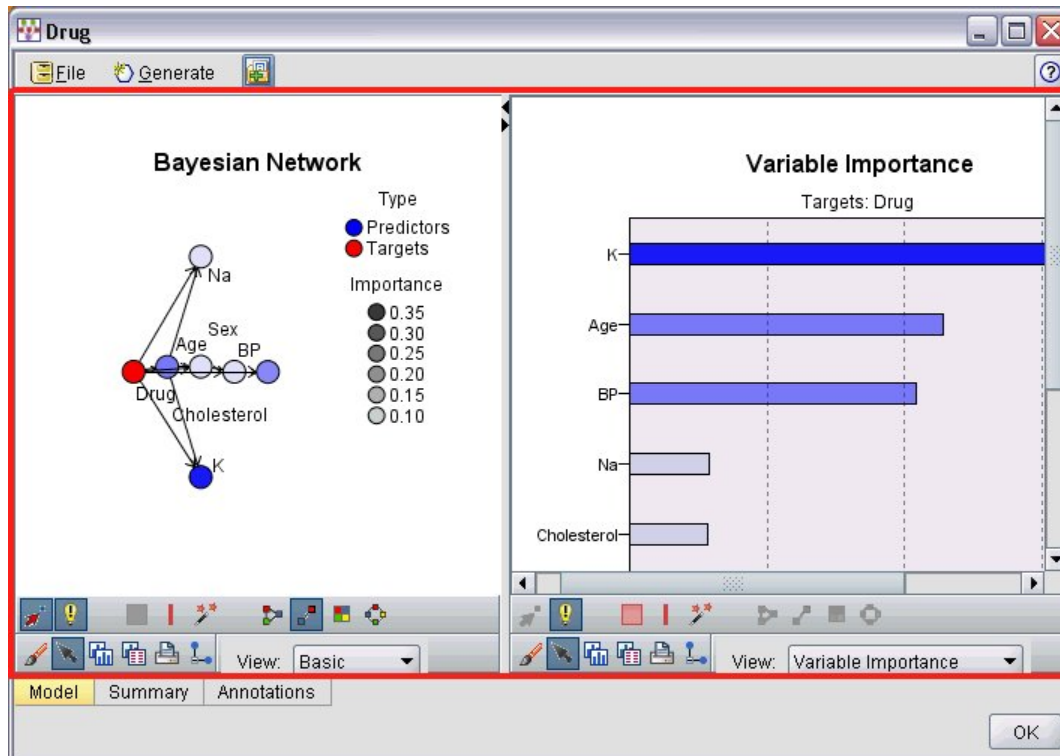 Drug
File
Generate
Bayesian Network
Type
Predictors
Targets
Importance
0.35
0.30
0.25
0.20
0.15
0.10
Na
Sex
Age
BP
Drug
Cholesterol
K
View: Basic
Variable Importance
Targets: Drug
K
Age
BP
Na
Cholesterol
View: Variable Importance
Model Summary Annotations
OK